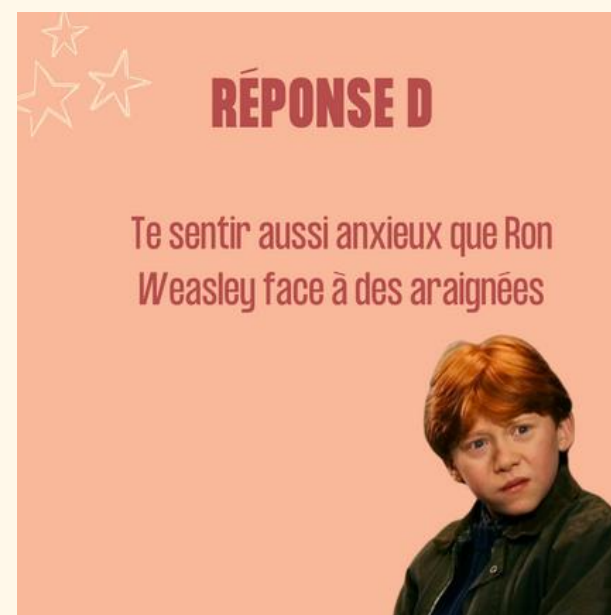 RÉPONSE D
Te sentir aussi anxieux que Ron
Weasley face à des araignées